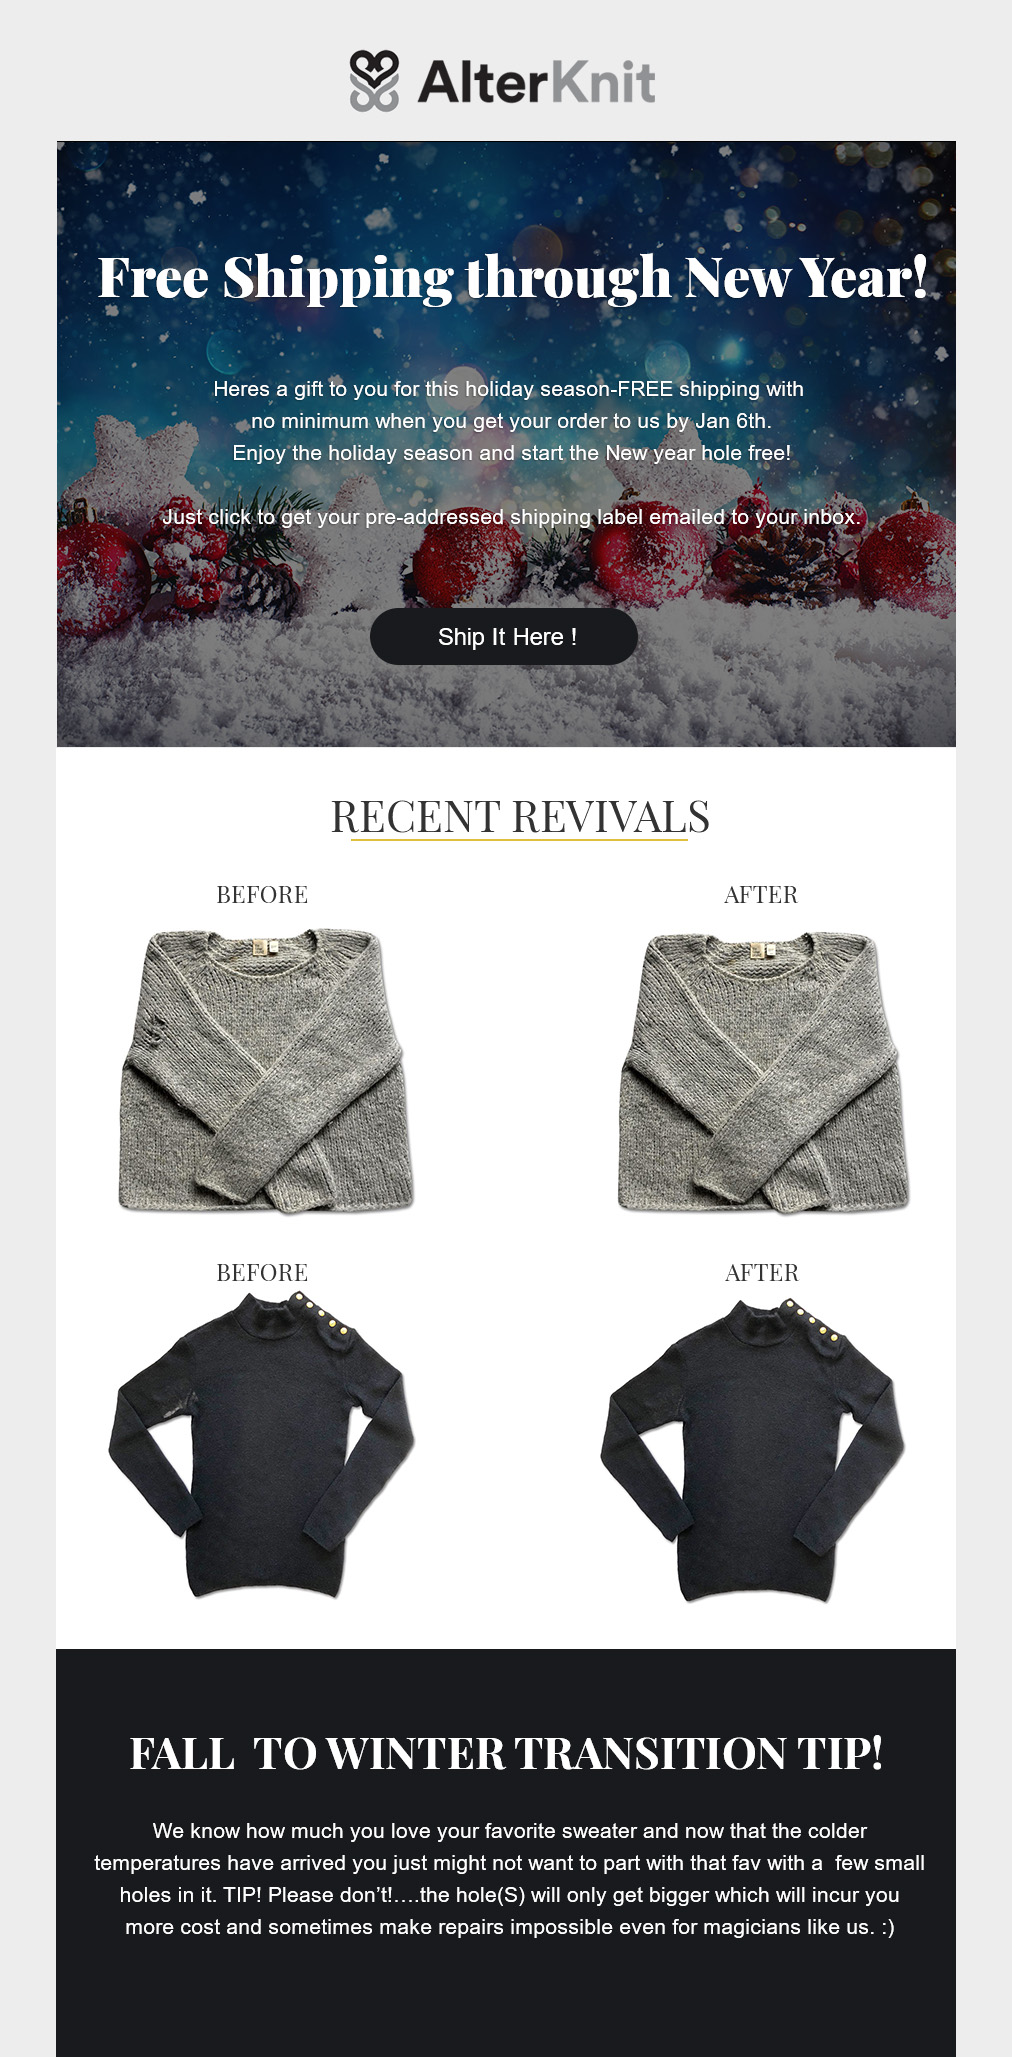 AlterKnit
Free Shipping through New Year!
Heres a gift to you for this holiday season-FREE shipping with
no minimum when you get your order to us by Jan 6th.
Enjoy the holiday season and start the New year hole free!
Just click to get your pre-addressed shipping label emailed to your inbox.
Ship It Here !
RECENT REVIVALS
BEFORE AFTER
BEFORE AFTER
FALL  TO WINTER TRANSITION TIP!
We know how much you love your favorite sweater and now that the colder
temperatures have arrived you just might not want to part with that fav with a  few small
holes in it. TIP! Please don’t!….the hole(S) will only get bigger which will incur you
more cost and sometimes make repairs impossible even for magicians like us. :)